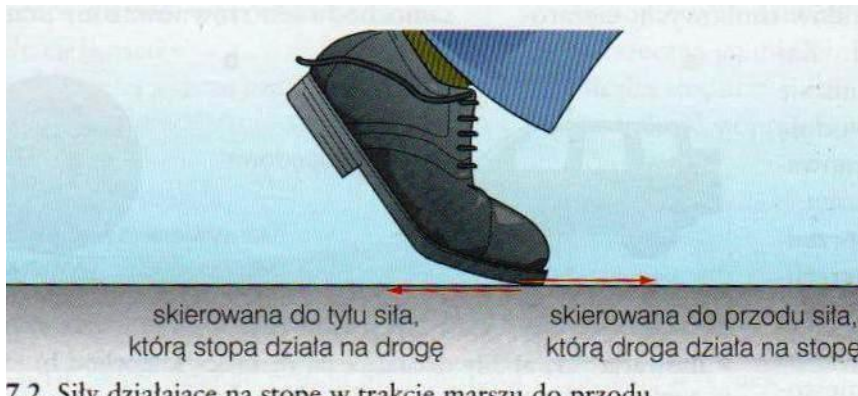 skierowana do tyłu siła,
którą stopa działa na drogę
skierowana do przodu siła,
którą droga działa na stopę
7.2 Siły działające na stopę w trakcie marszu do przodu